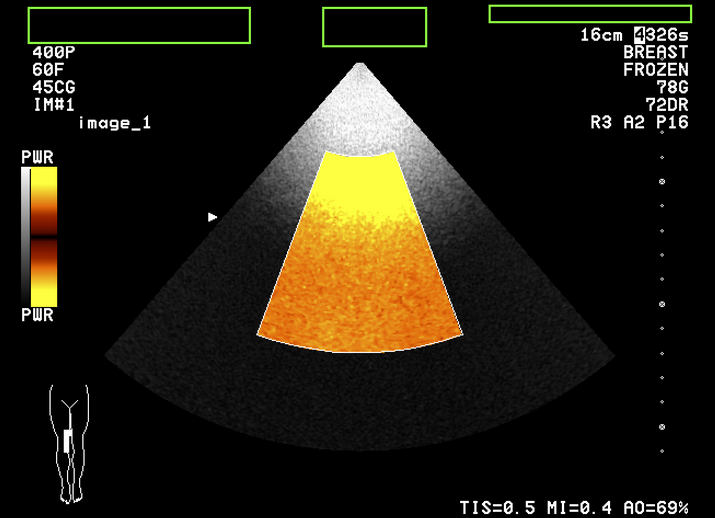 16cm 4326s
400P
BREAST
60F
FROZEN
45CG
78G
IM#1
72DR
image_1
R3 A2 P16
PWR
PWR
TIS=0.5 MI=0.4 AO=69%